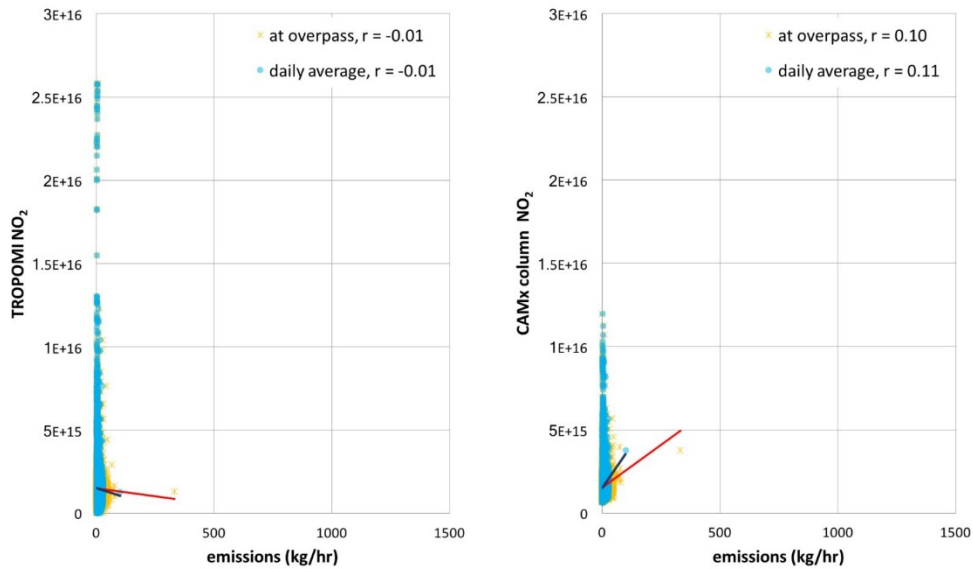 3E+16
2.5E+16
2E+16
1.5E+16
1E+16
5E+15
0
TROPOMI NO₂
at overpass, r = -0.01
daily average, r = -0.01
0 500 1000 1500
emissions (kg/hr)
3E+16
2.5E+16
2E+16
1.5E+16
1E+16
5E+15
0
CAMx column NO₂
at overpass, r = 0.10
daily average, r = 0.11
0 500 1000 1500
emissions (kg/hr)